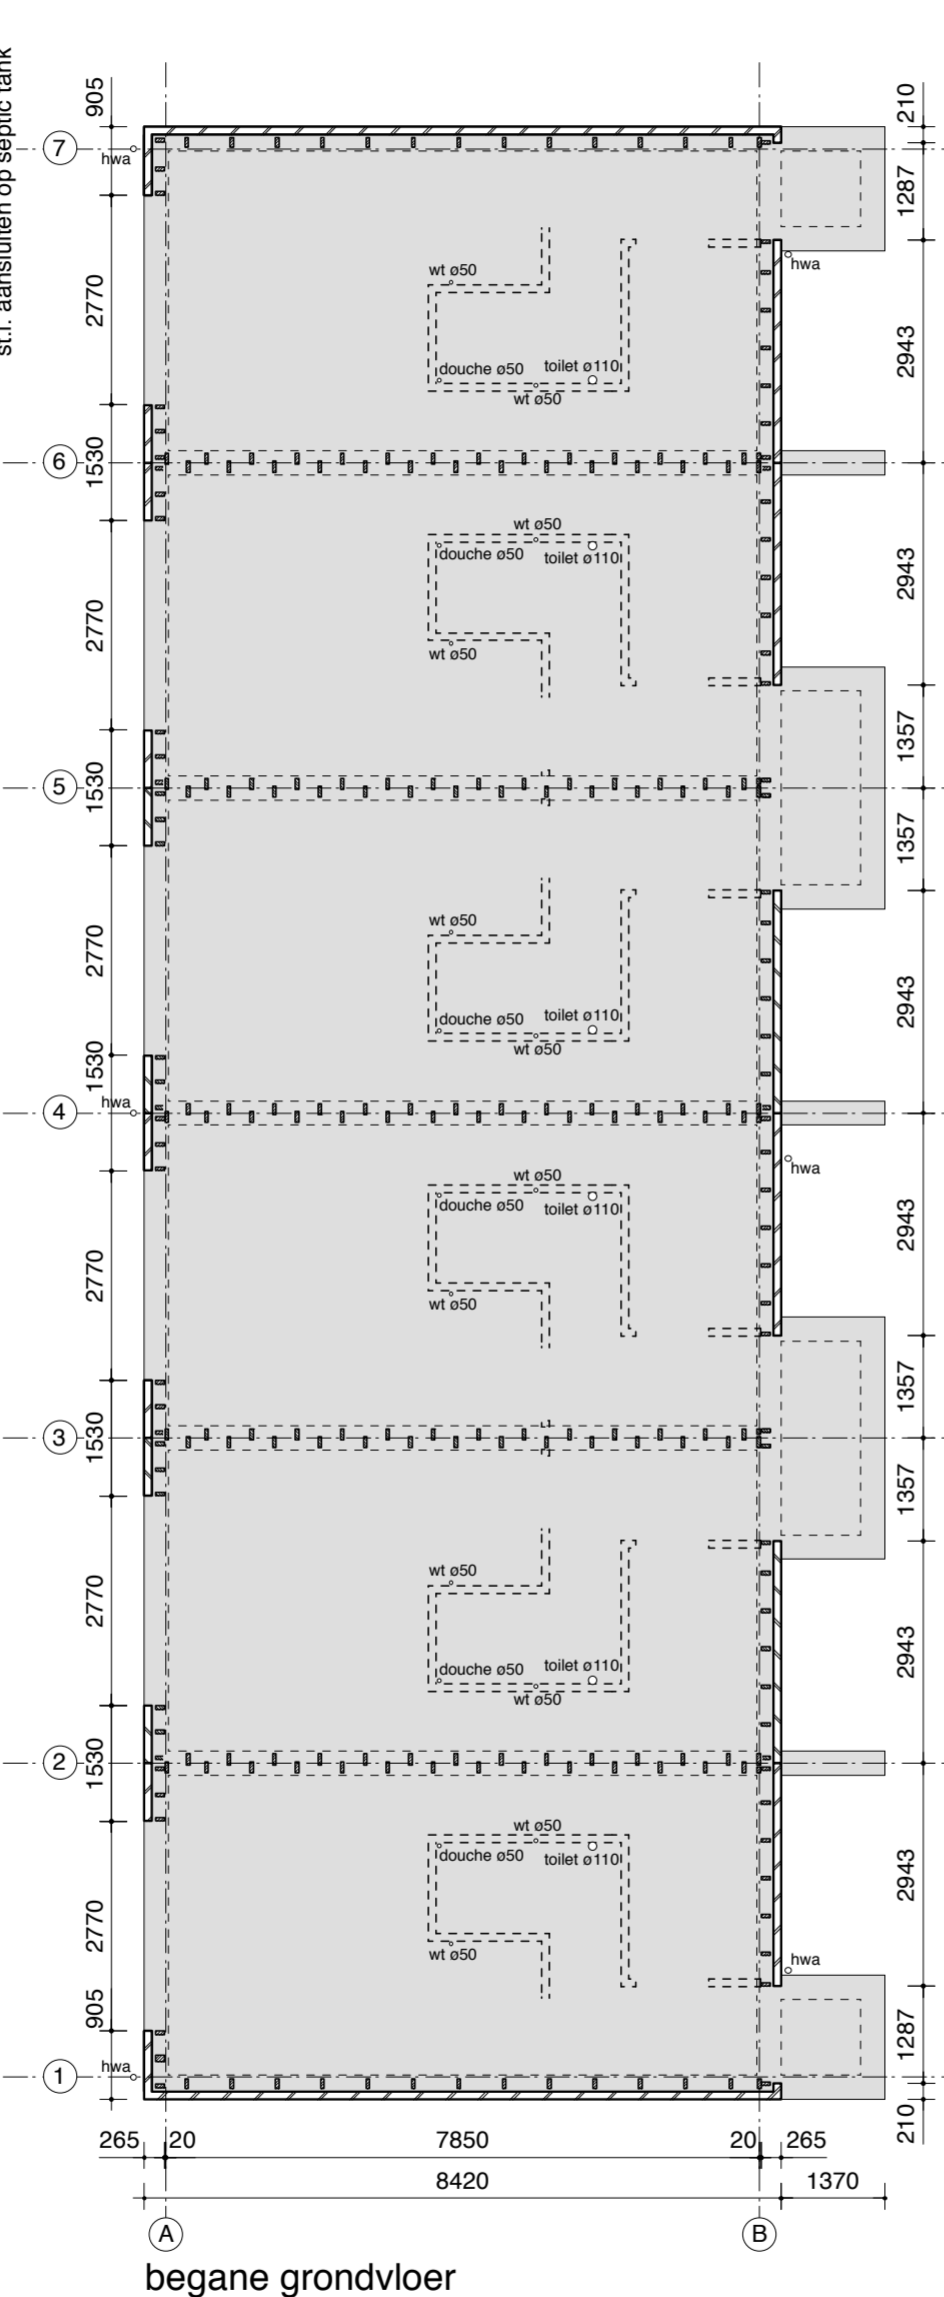 st.l. aansluiten op septic tank
905
210
7
hwa
1287
hwa
wt ø50
2770
2943
douche ø50 toilet ø110
wt ø50
6
1530
wt ø50
douche ø50
toilet ø110
2943
2770
wt ø50
1357
5
1530
1357
wt ø50
2770
2943
douche ø50 toilet ø110
wt ø50
1530
hwa
4
hwa
wt ø50
douche ø50
toilet ø110
2943
2770
wt ø50
1357
3
1530
1357
wt ø50
2770
2943
douche ø50 toilet ø110
wt ø50
2
1530
wt ø50
douche ø50
toilet ø110
2943
2770
wt ø50
hwa
905
1287
hwa
1
210
265 20 7850 20 265
8420 1370
A B
begane grondvloer